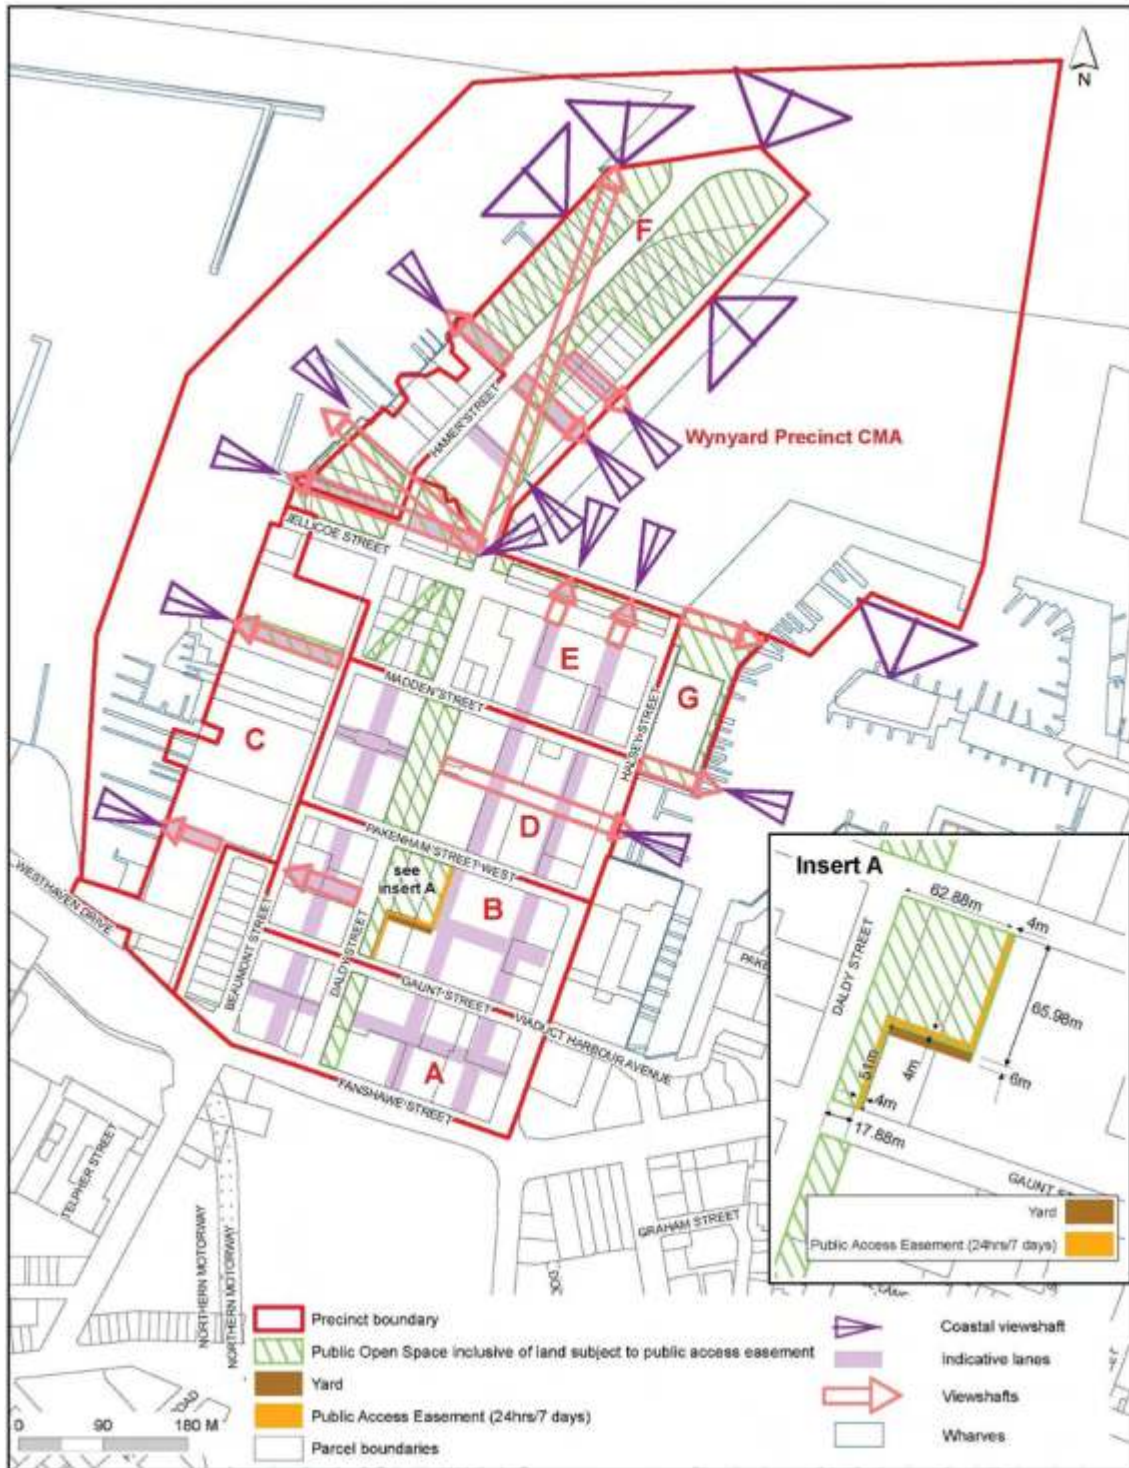 N
F
HAMER STREET
Wynyard Precinct CMA
JELLICOE STREET
E
MADDEN STREET
HALSEY STREET
G
C
D
PAKENHAM STREET WEST
see
insert A
B
WESTHAVEN DRIVE
BEAUMONT STREET
DALDY STREET
GAUNT STREET
VIADUCT HARBOUR AVENUE
A
FANSHAWE STREET
TELPHER STREET
NORTHERN MOTORWAY
NORTHERN MOTORWAY
GRAHAM STREET
Insert A
62.88m
4m
DALDY STREET
65.98m
51m
4m
6m
4m
17.88m
GAUNT ST
Yard
Public Access Easement (24hrs/7 days)
Precinct boundary
Public Open Space inclusive of land subject to public access easement
Yard
Public Access Easement (24hrs/7 days)
Parcel boundaries
Coastal viewshaft
Indicative lanes
Viewshafts
Wharves
0 90 180 M